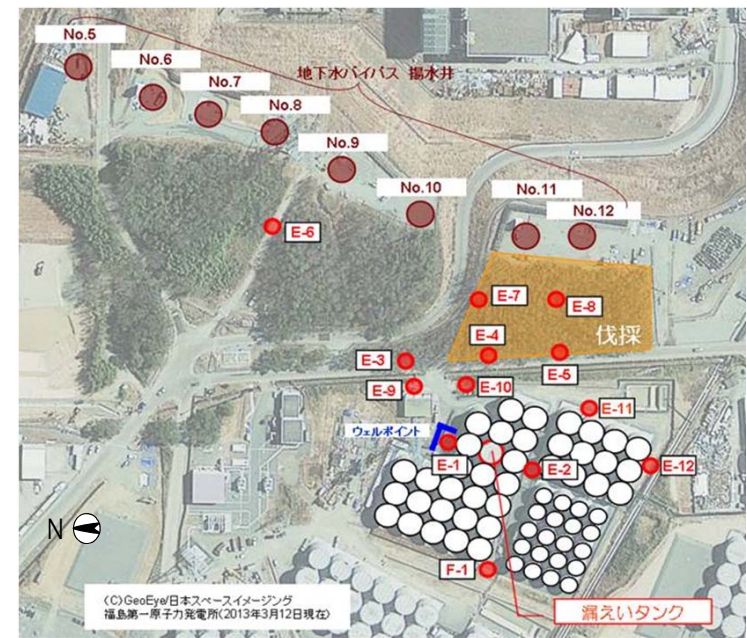 No.5
No.6
No.7
地下水バイパス 揚水井
No.8
No.9
No.10
No.11
No.12
E-6
E-7
E-8
伐採
E-4
E-3
E-5
E-9
E-10
E-11
ウェルポイント
E-1
E-2
E-12
N
F-1
(C)GeoEye/日本スペースイメージング
福島第一原子力発電所(2013年3月12日現在)
漏えいタンク